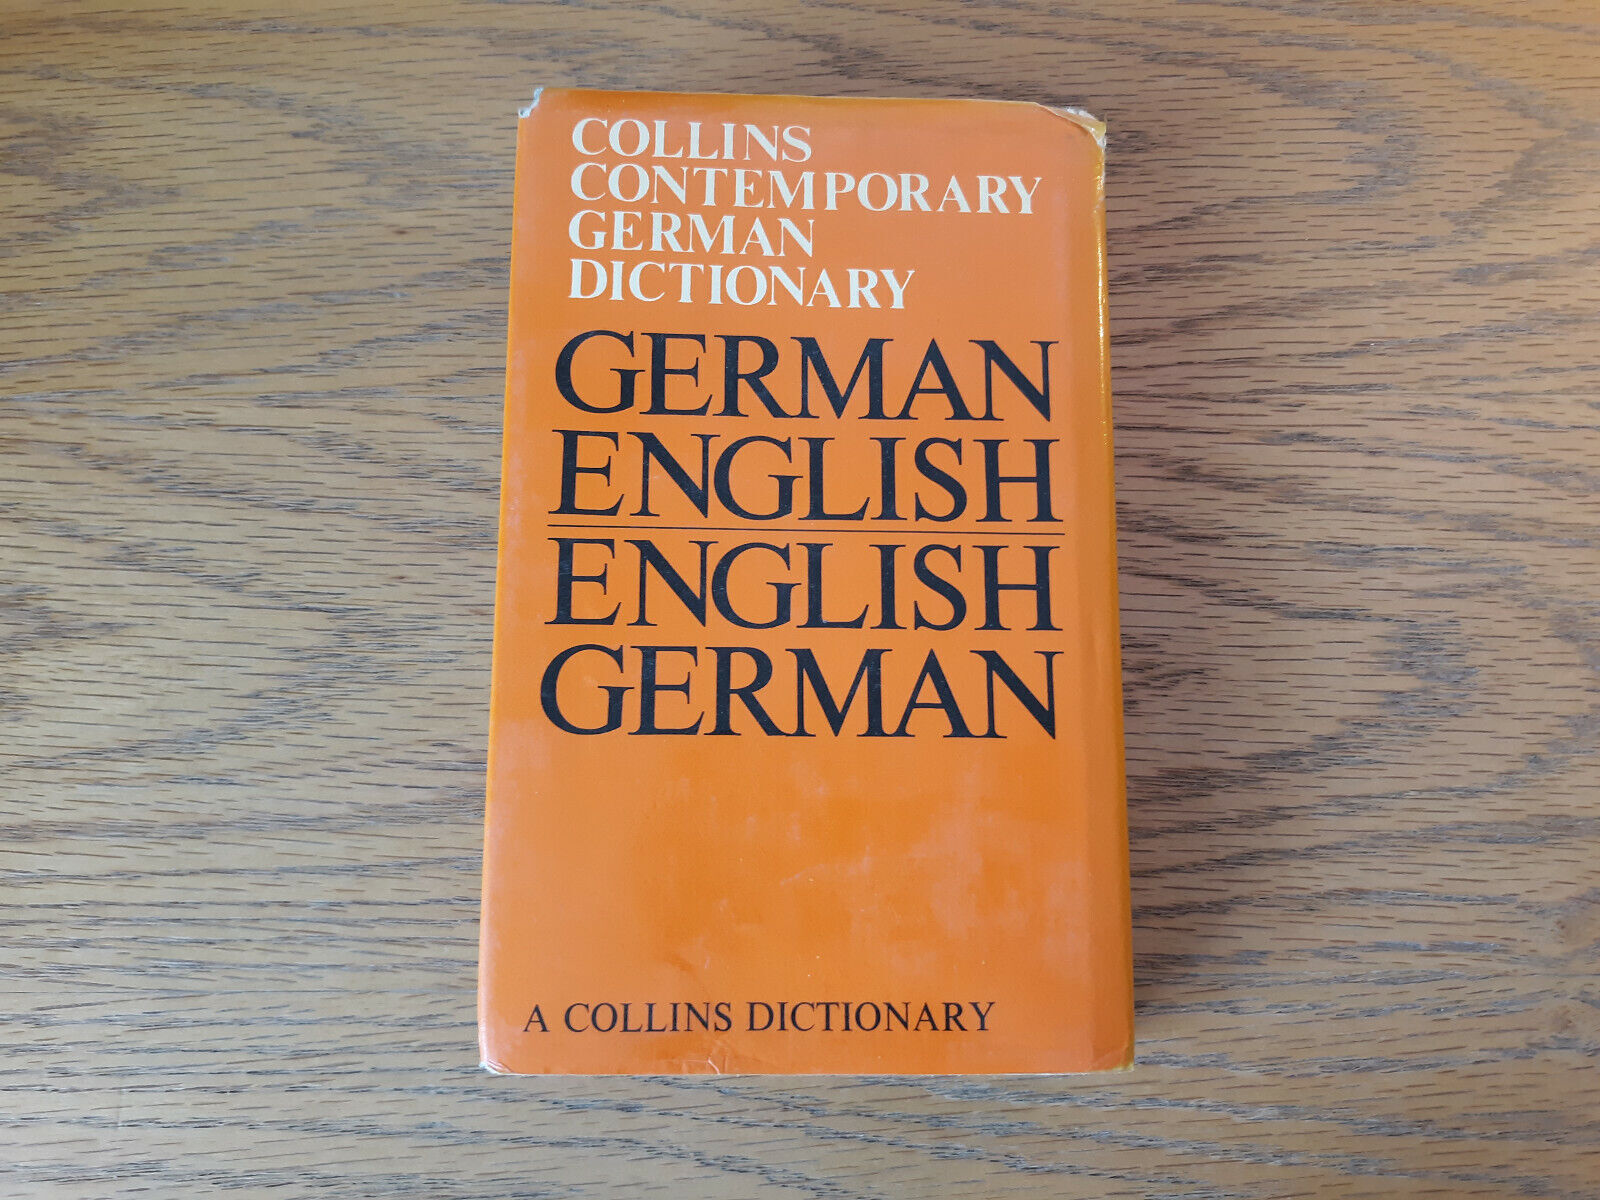 COLLINS
CONTEMPORARY
GERMAN
DICTIONARY
GERMAN
ENGLISH
ENGLISH
GERMAN
A COLLINS DICTIONARY